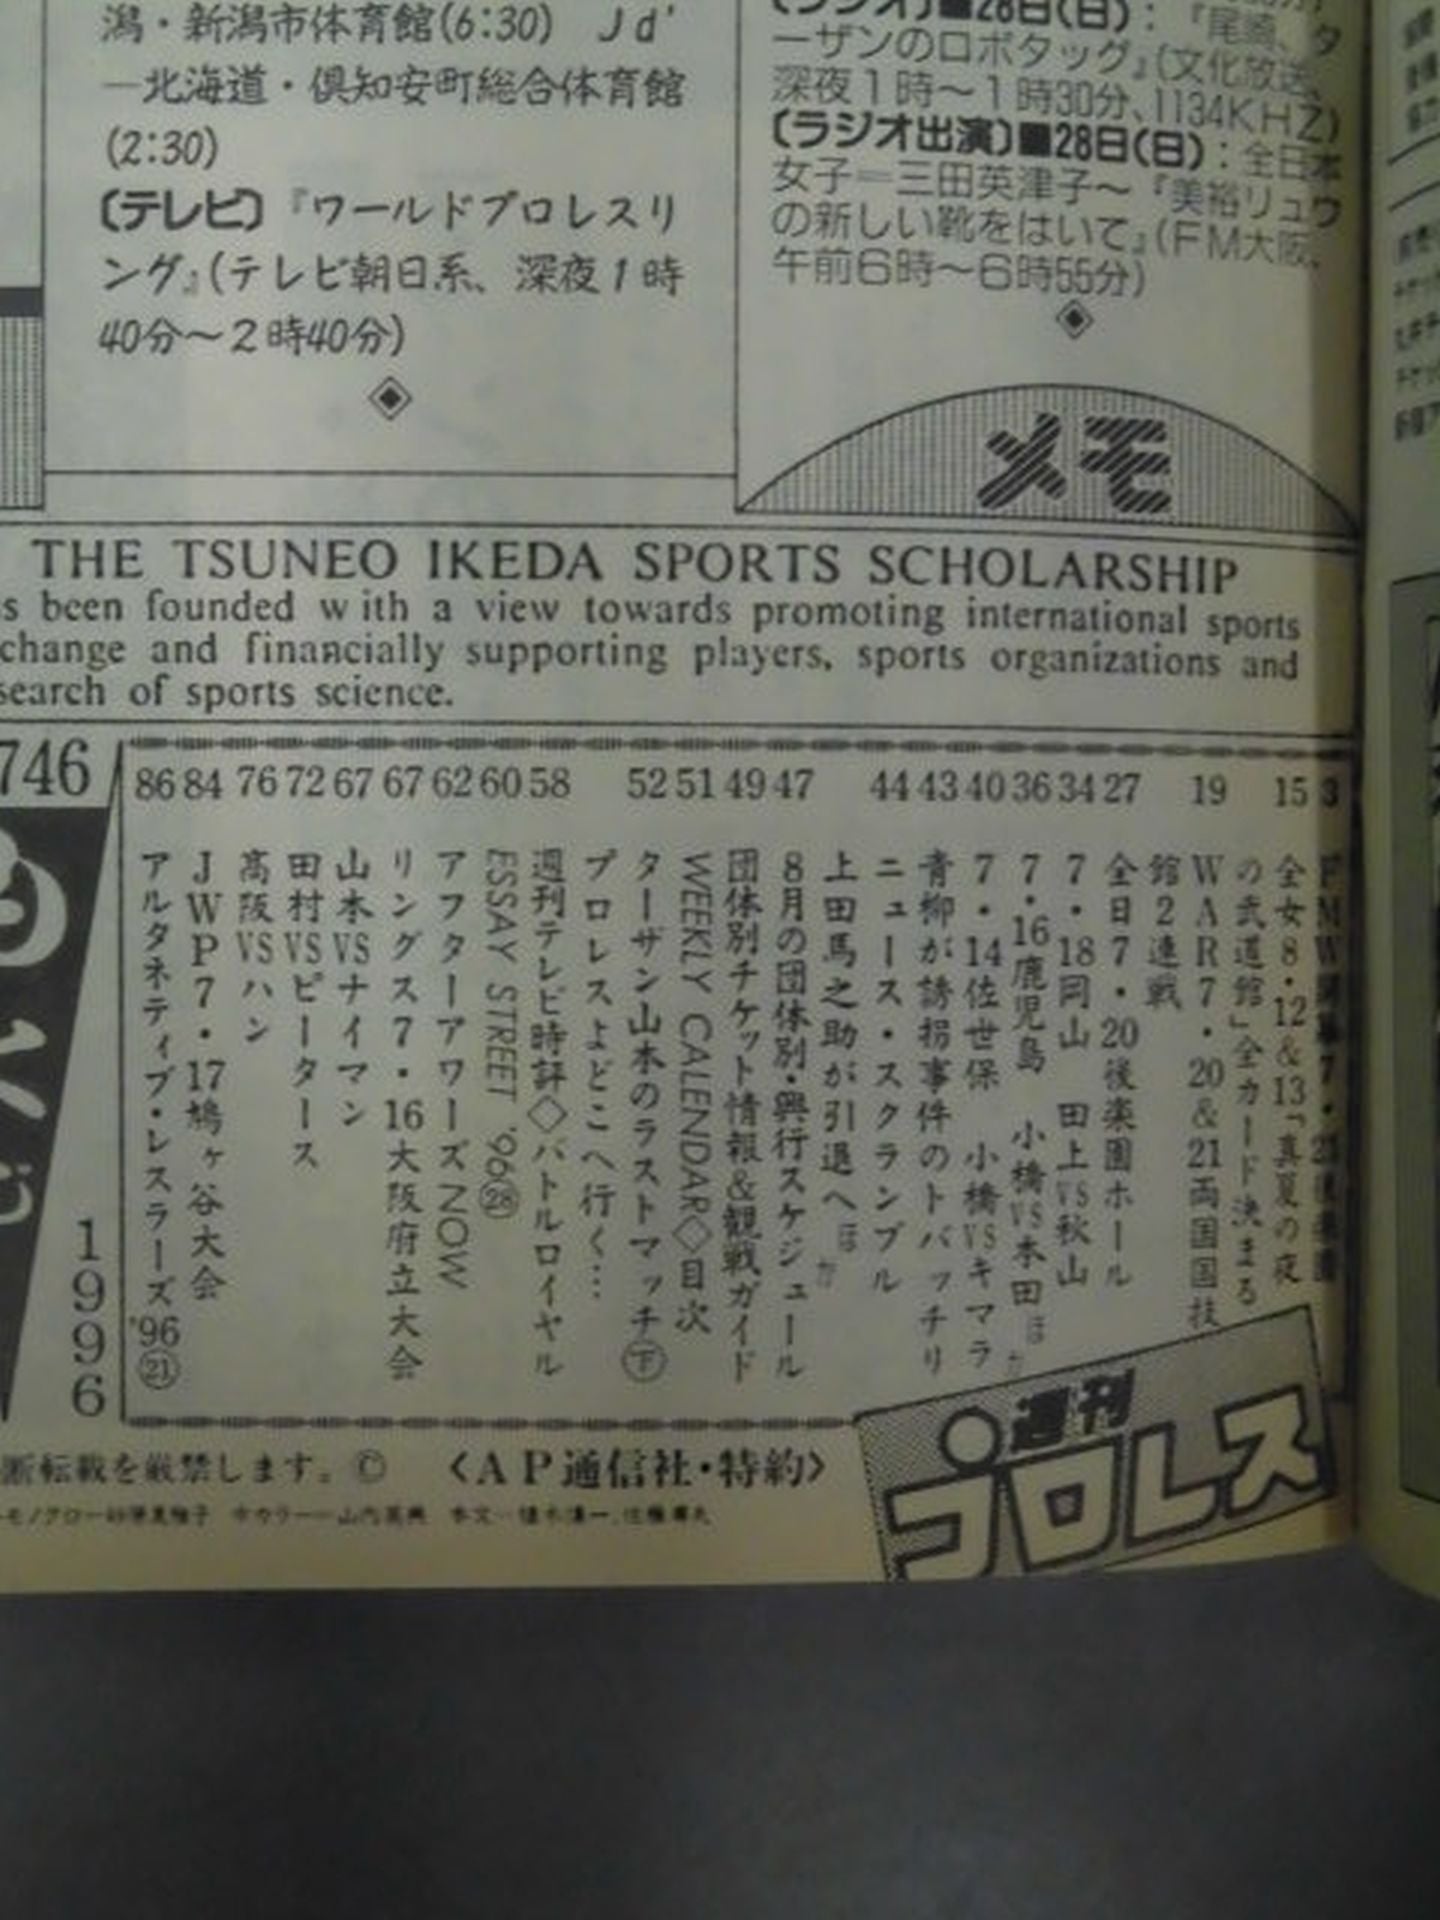 潟・新潟市体育館(6:30) Jd'
―北海道・倶知安町総合体育館
(2:30)
〔テレビ〕『ワールドプロレスリ
ング』(テレビ朝日系、深夜1時
40分～2時40分)
〔ラジオ〕■28日(日)：『尾崎、タ
ーザンのロボタッグ』(文化放送、
深夜1時～1時30分、1134KHZ)
〔ラジオ出演〕■28日(日)：全日本
女子＝三田英津子～『美裕リュウ
の新しい靴をはいて』(FM大阪、
午前6時～6時55分)
メモ
THE TSUNEO IKEDA SPORTS SCHOLARSHIP
s been founded with a view towards promoting international sports
change and financially supporting players, sports organizations and
search of sports science.
746
1996
3 FMW 7・21
15 全女8・12&13「真夏の夜
の武道館」全カード決まる
19 WAR7・20&21両国国技
館2連戦
27 全日7・20後楽園ホール
34 7・18岡山 田上VS秋山
36 7・16鹿児島 小橋VS本田ほか
40 7・14佐世保 小橋VSキマラ
43 青柳が誘拐事件のトバッチリ
44 ニュース・スクランブル
上田馬之助が引退へほか
47 8月の団体別・興行スケジュール
49 団体別チケット情報&観戦ガイド
51 WEEKLY CALENDAR◇目次
52 ターザン山本のラストマッチ㊦
プロレスよどこへ行く…
58 週刊テレビ時評◇バトルロイヤル
60 ESSAY STREET '96㉘
62 アフターアワーズNOW
67 リングス7・16大阪府立大会
67 山本VSナイマン
72 田村VSピータース
76 高阪VSハン
84 JWP7・17鳩ヶ谷大会
86 アルタネティブ・レスラーズ'96㉑
断転載を厳禁します。© 〈AP通信社・特約〉
週刊
プロレス